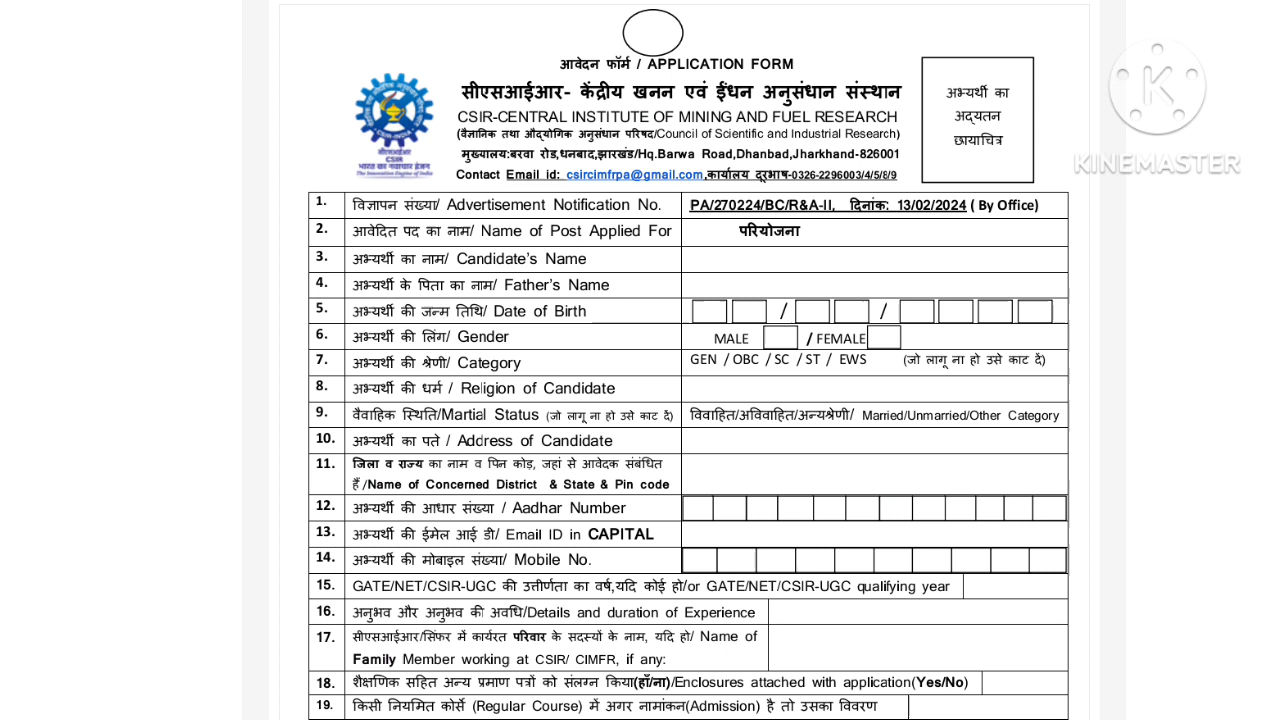 आवेदन फॉर्म / APPLICATION FORM
सीएसआईआर- केंद्रीय खनन एवं ईंधन अनुसंधान संस्थान
CSIR-CENTRAL INSTITUTE OF MINING AND FUEL RESEARCH
(वैज्ञानिक तथा औद्योगिक अनुसंधान परिषद/Council of Scientific and Industrial Research)
मुख्यालय:बरवा रोड,धनबाद,झारखंड/Hq.Barwa Road,Dhanbad,Jharkhand-826001
Contact Email id: csircimfrpa@gmail.com,कार्यालय दूरभाष-0326-2296003/4/5/8/9
सीएसआईआर
CSIR
भारत का नवाचार इंजन
The Innovation Engine of India
अभ्यर्थी का
अद्यतन
छायाचित्र
KINEMASTER
1. विज्ञापन संख्या/ Advertisement Notification No. PA/270224/BC/R&A-II, दिनांक: 13/02/2024 ( By Office)
2. आवेदित पद का नाम/ Name of Post Applied For परियोजना
3. अभ्यर्थी का नाम/ Candidate's Name
4. अभ्यर्थी के पिता का नाम/ Father's Name
5. अभ्यर्थी की जन्म तिथि/ Date of Birth / /
6. अभ्यर्थी की लिंग/ Gender MALE / FEMALE
7. अभ्यर्थी की श्रेणी/ Category GEN / OBC / SC / ST / EWS (जो लागू ना हो उसे काट दें)
8. अभ्यर्थी की धर्म / Religion of Candidate
9. वैवाहिक स्थिति/Martial Status (जो लागू ना हो उसे काट दें) विवाहित/अविवाहित/अन्यश्रेणी/ Married/Unmarried/Other Category
10. अभ्यर्थी का पते / Address of Candidate
11. जिला व राज्य का नाम व पिन कोड, जहां से आवेदक संबंधित
हैं /Name of Concerned District & State & Pin code
12. अभ्यर्थी की आधार संख्या / Aadhar Number
13. अभ्यर्थी की ईमेल आई डी/ Email ID in CAPITAL
14. अभ्यर्थी की मोबाइल संख्या/ Mobile No.
15. GATE/NET/CSIR-UGC की उत्तीर्णता का वर्ष,यदि कोई हो/or GATE/NET/CSIR-UGC qualifying year
16. अनुभव और अनुभव की अवधि/Details and duration of Experience
17. सीएसआईआर/सिंफर में कार्यरत परिवार के सदस्यों के नाम, यदि हो/ Name of
Family Member working at CSIR/ CIMFR, if any:
18. शैक्षणिक सहित अन्य प्रमाण पत्रों को संलग्न किया(हाँ/ना)/Enclosures attached with application(Yes/No)
19. किसी नियमित कोर्से (Regular Course) में अगर नामांकन(Admission) है तो उसका विवरण